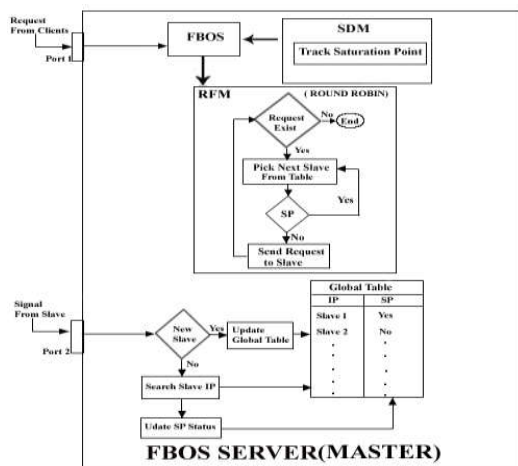 Request
From Clients
Port 1
FBOS
SDM
Track Saturation Point
RFM
( ROUND ROBIN)
Request
Exist
No
End
Yes
Pick Next Slave
From Table
SP
Yes
No
Send Request
to Slave
Signal
From Slave
Port 2
New
Slave
Yes
Update
Global Table
No
Search Slave IP
Udate SP Status
Global Table
IP SP
Slave 1 Yes
Slave 2 No
FBOS SERVER(MASTER)